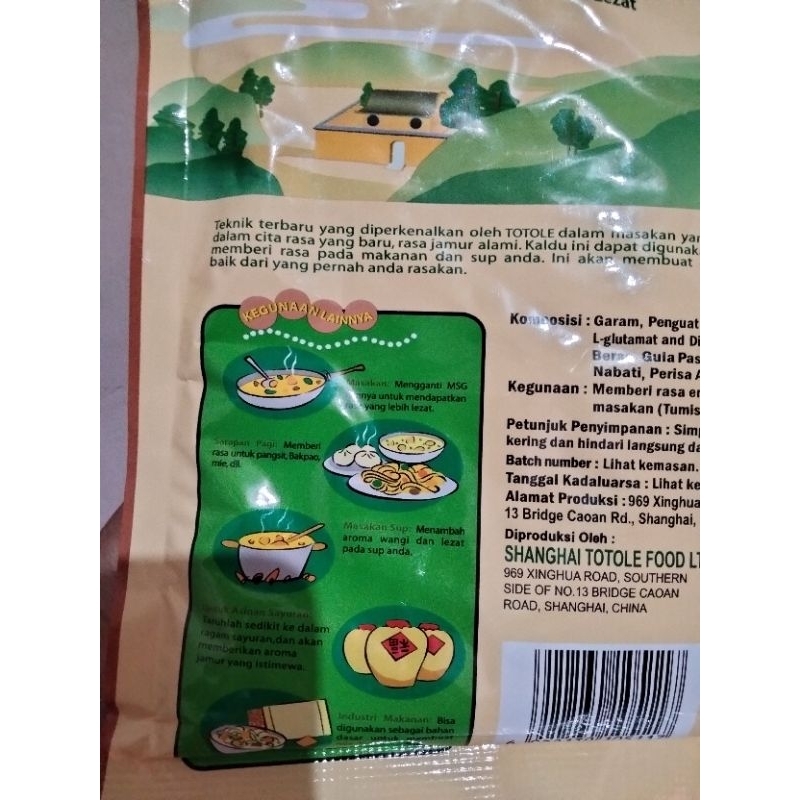 Lezat
Teknik terbaru yang diperkenalkan oleh TOTOLE dalam masakan
dalam cita rasa yang baru, rasa jamur alami. Kaldu ini dapat
memberi rasa pada makanan dan sup anda. Ini akan membuat
baik dari yang pernah anda rasakan.
KEGUNAAN LAINNYA
Masakan: Mengganti MSG
untuk mendapatkan
rasa yang lebih lezat.
Sarapan Pagi: Memberi
rasa untuk pangsit, Bakpao,
mie, dll.
Masakan Sup: Menambah
aroma wangi dan lezat
pada sup anda.
Sayuran:
Taruhlah sedikit ke dalam
ragam sayuran, dan akan
memberikan aroma
jamur yang istimewa.
Industri Makanan: Bisa
digunakan sebagai bahan
dasar untuk membuat
Komposisi : Garam, Penguat
L-glutamat and
Gula
Nabati, Perisa
Kegunaan : Memberi rasa
masakan (Tumis
Petunjuk Penyimpanan :
kering dan hindari langsung
Batch number : Lihat kemasan.
Tanggal Kadaluarsa : Lihat
Alamat Produksi : 969 Xinghua
13 Bridge Caoan Rd., Shanghai,
Diproduksi Oleh :
SHANGHAI TOTOLE FOOD
969 XINGHUA ROAD, SOUTHERN
SIDE OF NO.13 BRIDGE CAOAN
ROAD, SHANGHAI, CHINA